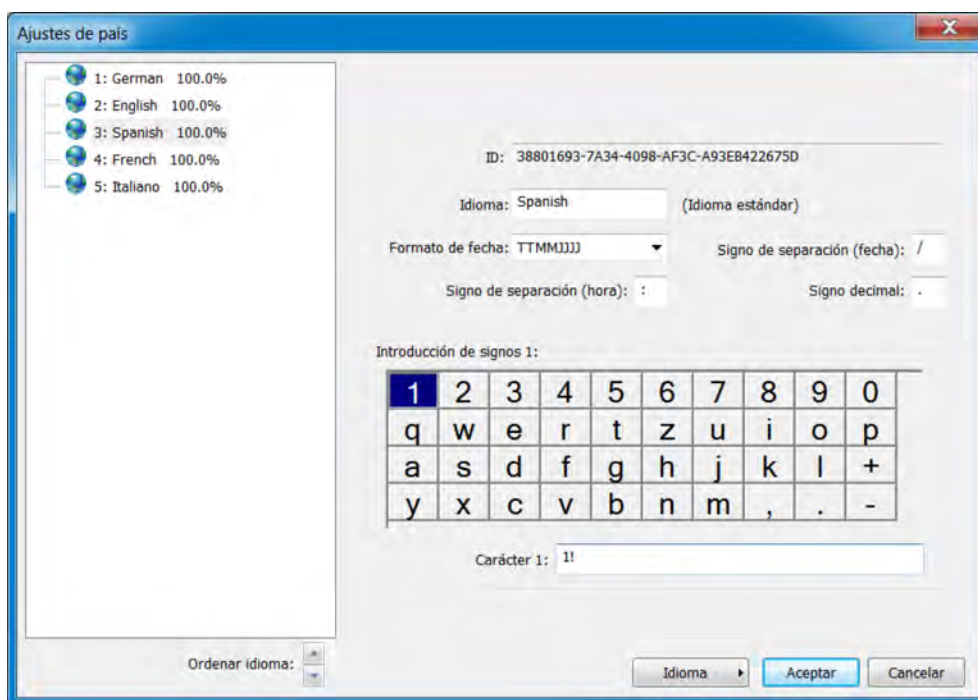 Ajustes de país
1: German 100.0%
2: English 100.0%
3: Spanish 100.0%
4: French 100.0%
5: Italiano 100.0%
Ordenar idioma:
ID: 38801693-7A34-4098-AF3C-A93EB422675D
Idioma: Spanish (Idioma estándar)
Formato de fecha: TTMMJJJJ Signo de separación (fecha): /
Signo de separación (hora): : Signo decimal: .
Introducción de signos 1:
1 2 3 4 5 6 7 8 9 0
q w e r t z u i o p
a s d f g h j k l +
y x c v b n m , . -
Carácter 1: 1!
Idioma Aceptar Cancelar